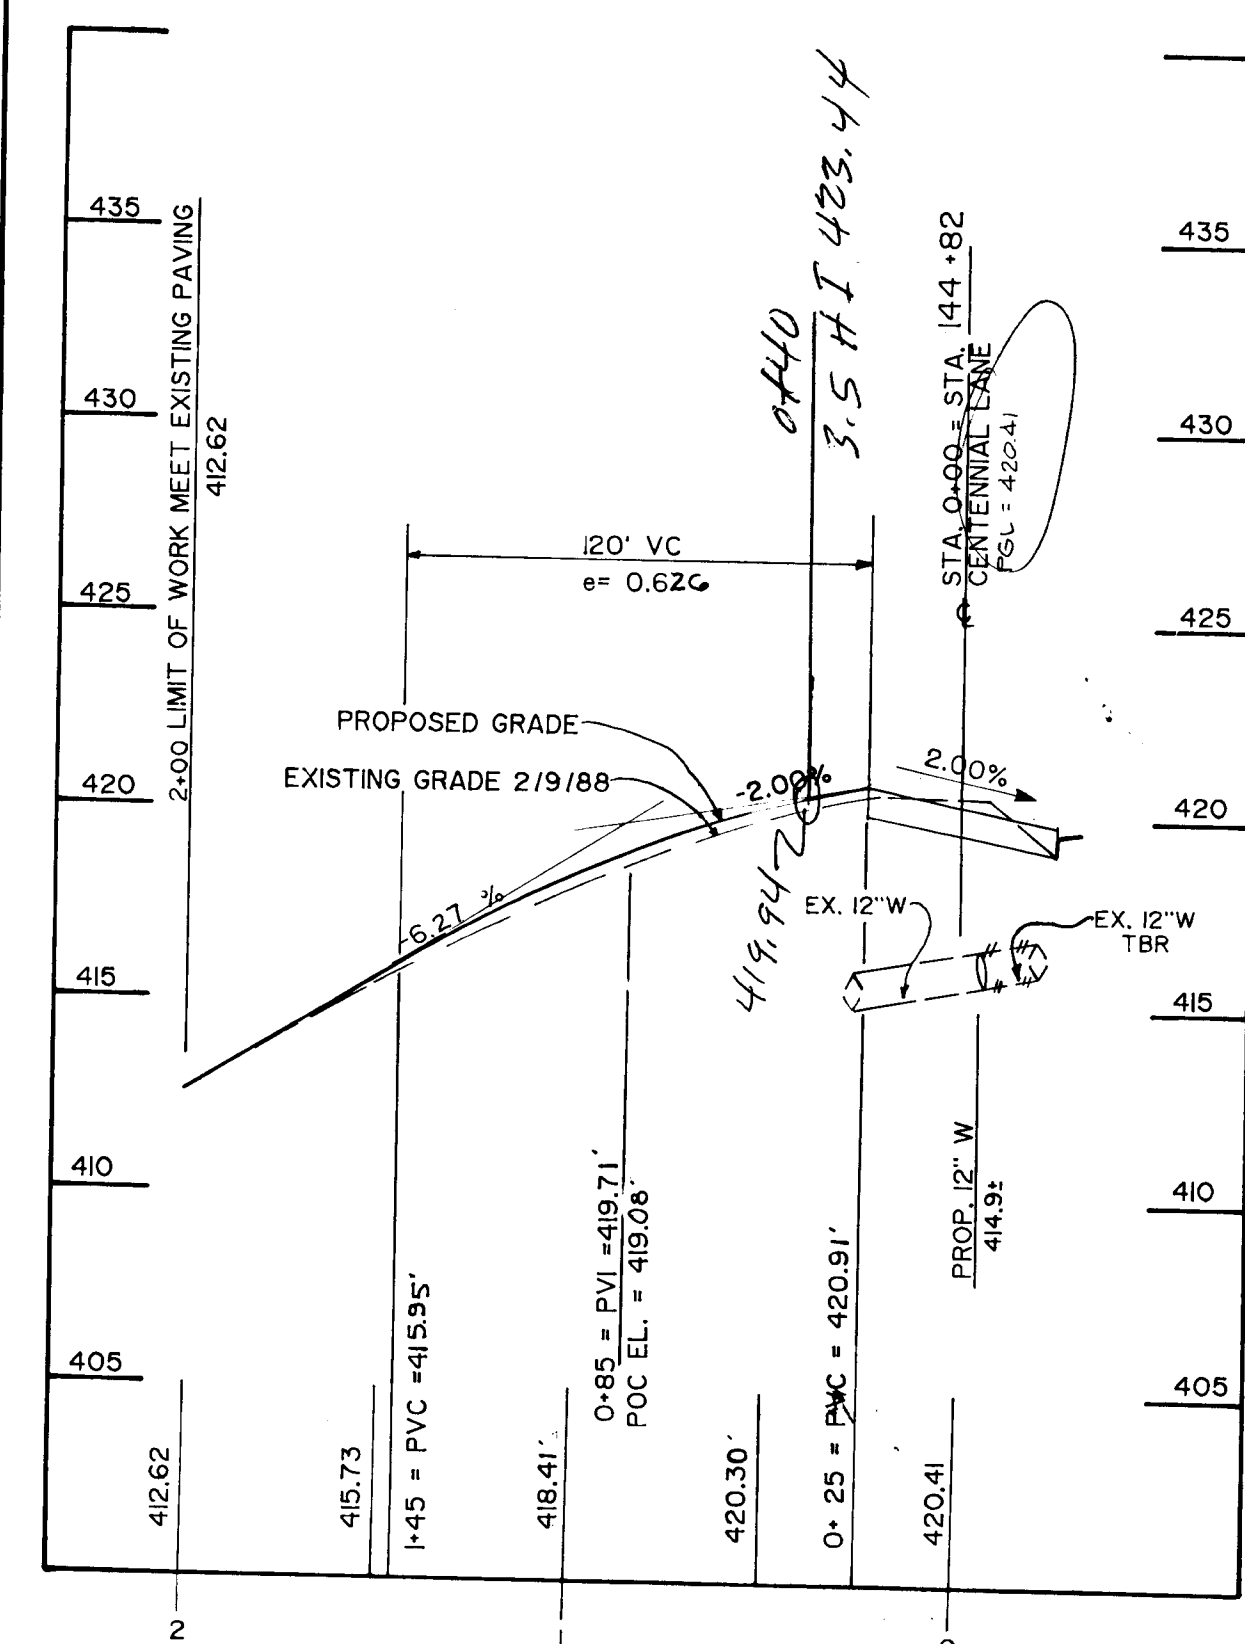 435
430
425
420
415
410
405
2+00 LIMIT OF WORK MEET EXISTING PAVING
412.62
0+40
3.5 H I 423.44
STA. 0+00 = STA. 144 +82
CENTENNIAL LANE
PGL = 420.41
℄
435
430
425
420
415
410
405
120' VC
e= 0.626
PROPOSED GRADE
EXISTING GRADE 2/9/88
-2.00%
2.00%
-6.27 %
419.942
EX. 12"W
EX. 12"W
TBR
PROP. 12" W
414.9±
0+85 = PVI =419.71'
POC EL. = 419.08'
1+45 = PVC =415.95'
0+ 25 = PVC = 420.91'
412.62
415.73
418.41'
420.30'
420.41
2